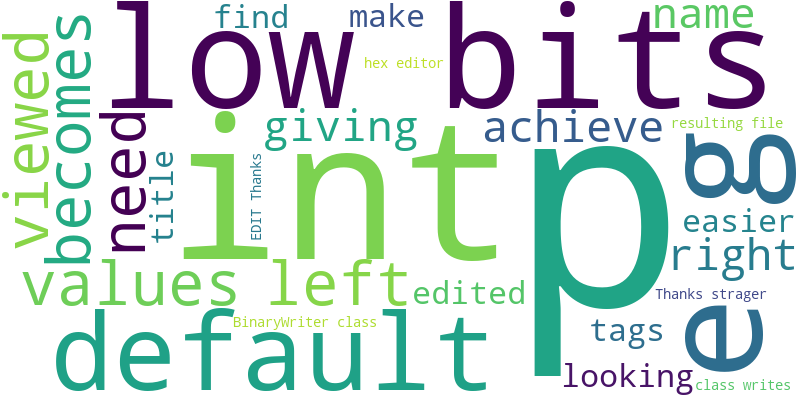 low bits
find
make
name
hex editor
viewed
becomes
need
title
giving
EDIT Thanks
int
achieve
resulting file
p
g
easier
right
values left
edited
Thanks strager
e
default
BinaryWriter class
tags
looking
class writes